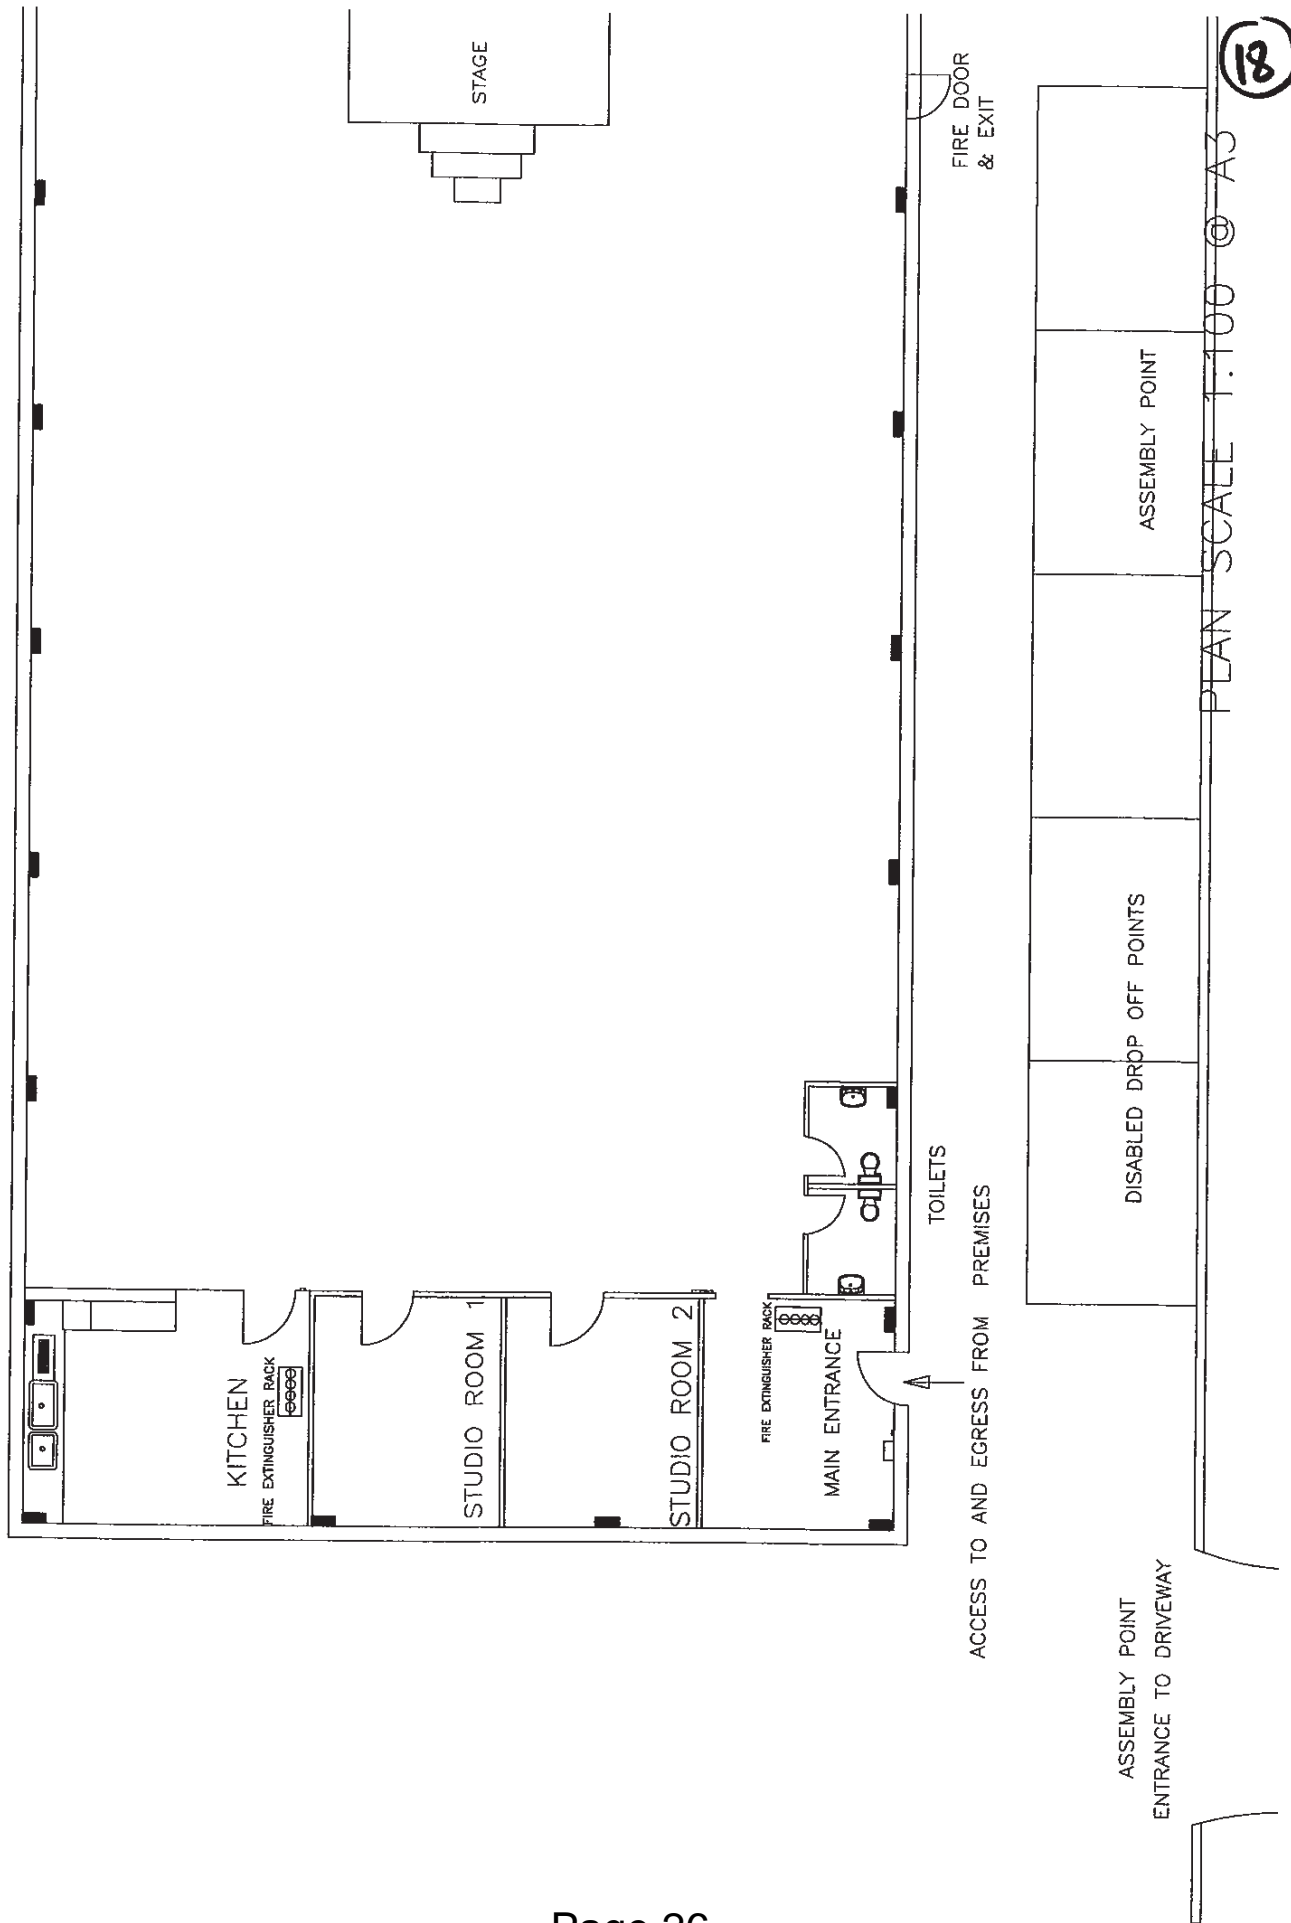 18
STAGE
FIRE DOOR
& EXIT
PLAN SCALE 1:100 @ A3
ASSEMBLY POINT
DISABLED DROP OFF POINTS
TOILETS
ACCESS TO AND EGRESS FROM PREMISES
KITCHEN
FIRE EXTINGUISHER RACK
STUDIO ROOM 1
STUDIO ROOM 2
FIRE EXTINGUISHER RACK
MAIN ENTRANCE
ASSEMBLY POINT
ENTRANCE TO DRIVEWAY
Page 26